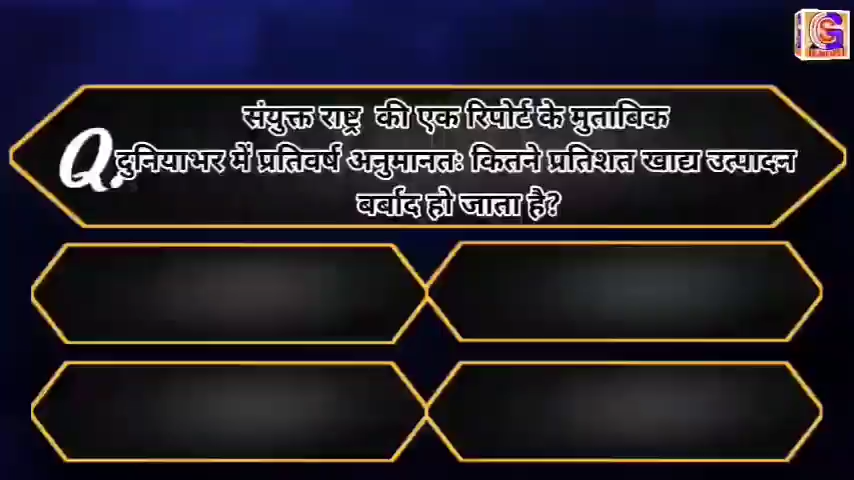 संयुक्त राष्ट्र की एक रिपोर्ट के मुताबिक
Q. दुनियाभर में प्रतिवर्ष अनुमानतः कितने प्रतिशत खाद्य उत्पादन
बर्बाद हो जाता है?